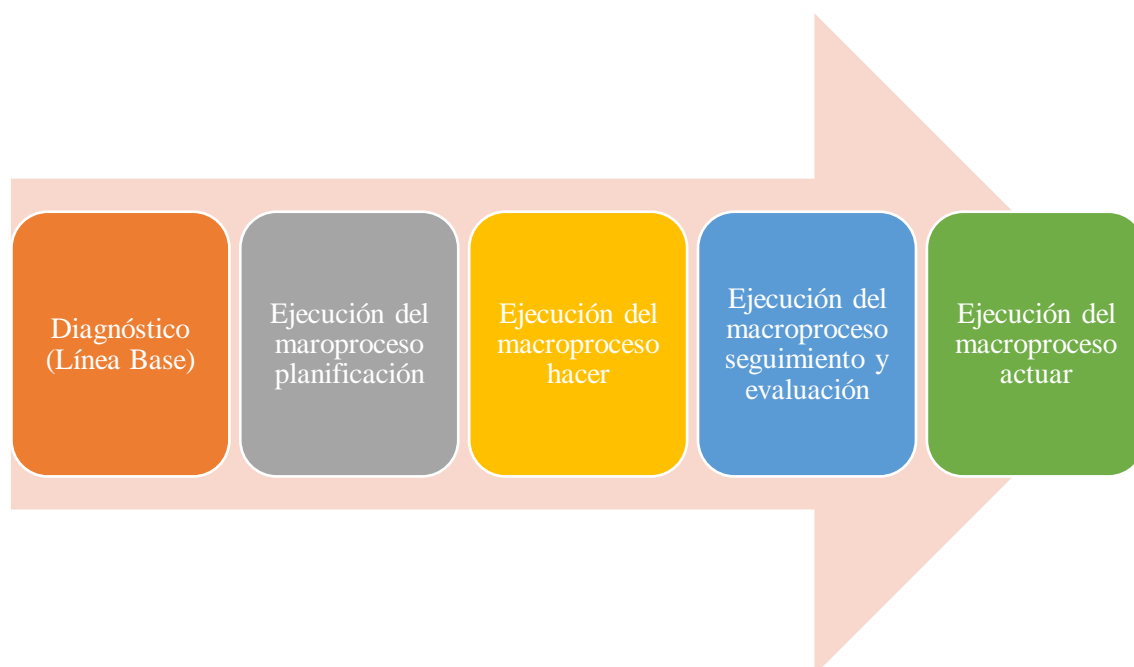 Diagnóstico
(Línea Base)
Ejecución del
maroproceso
planificación
Ejecución del
macroproceso
hacer
Ejecución del
macroproceso
seguimiento y
evaluación
Ejecución del
macroproceso
actuar